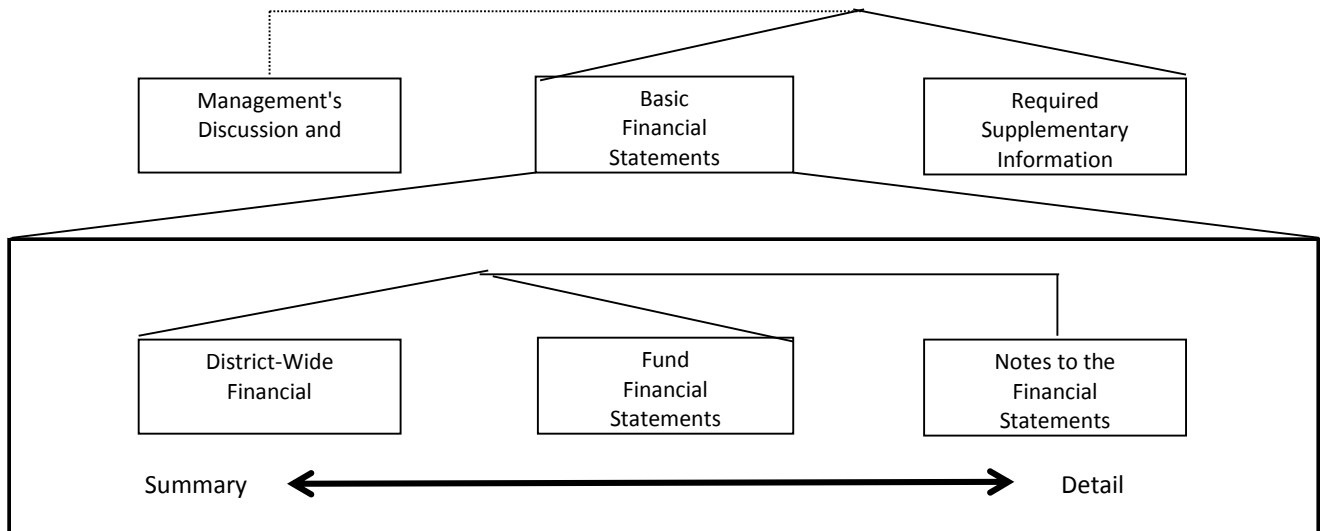 Management's
Discussion and
Basic
Financial
Statements
Required
Supplementary
Information
District-Wide
Financial
Fund
Financial
Statements
Notes to the
Financial
Statements
Summary
Detail